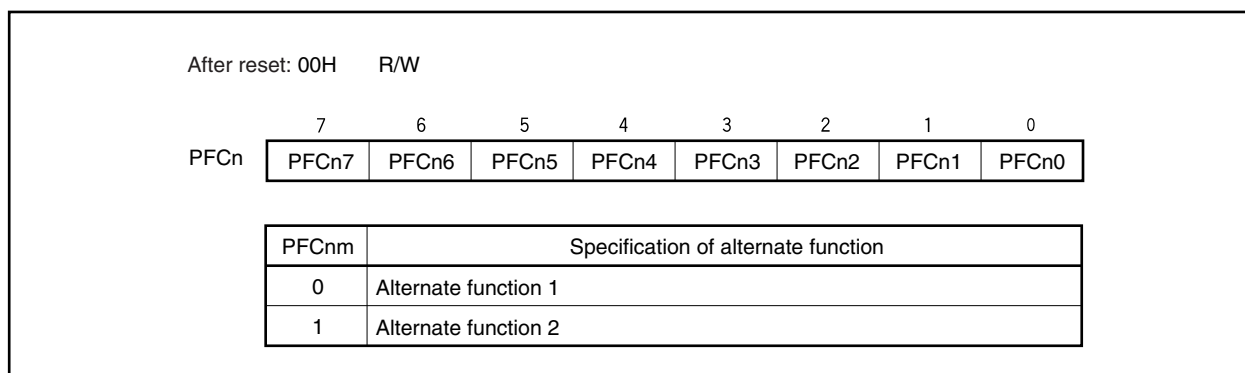 After reset: 00H R/W
7 6 5 4 3 2 1 0
PFCn PFCn7 PFCn6 PFCn5 PFCn4 PFCn3 PFCn2 PFCn1 PFCn0
PFCnm Specification of alternate function
0 Alternate function 1
1 Alternate function 2